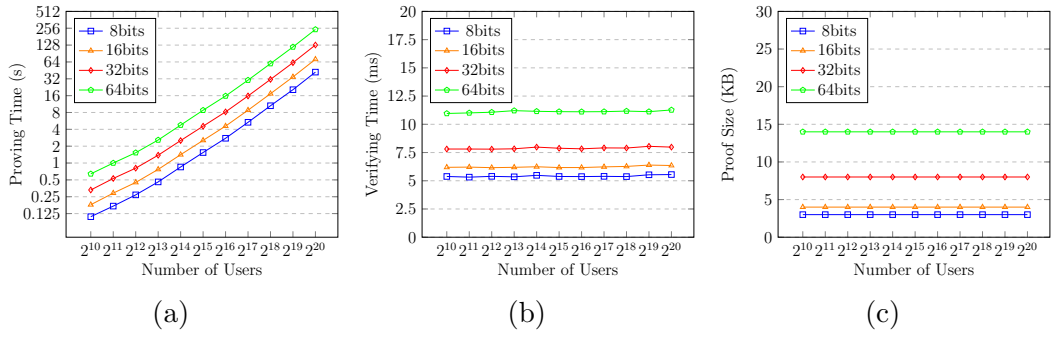 512
256
128
64
32
16
8
4
2
1
0.5
0.25
0.125
Proving Time (s)
8bits
16bits
32bits
64bits
2^10 2^11 2^12 2^13 2^14 2^15 2^16 2^17 2^18 2^19 2^20
Number of Users
(a)
20
17.5
15
12.5
10
7.5
5
2.5
0
Verifying Time (ms)
8bits
16bits
32bits
64bits
2^10 2^11 2^12 2^13 2^14 2^15 2^16 2^17 2^18 2^19 2^20
Number of Users
(b)
30
25
20
15
10
5
0
Proof Size (KB)
8bits
16bits
32bits
64bits
2^10 2^11 2^12 2^13 2^14 2^15 2^16 2^17 2^18 2^19 2^20
Number of Users
(c)